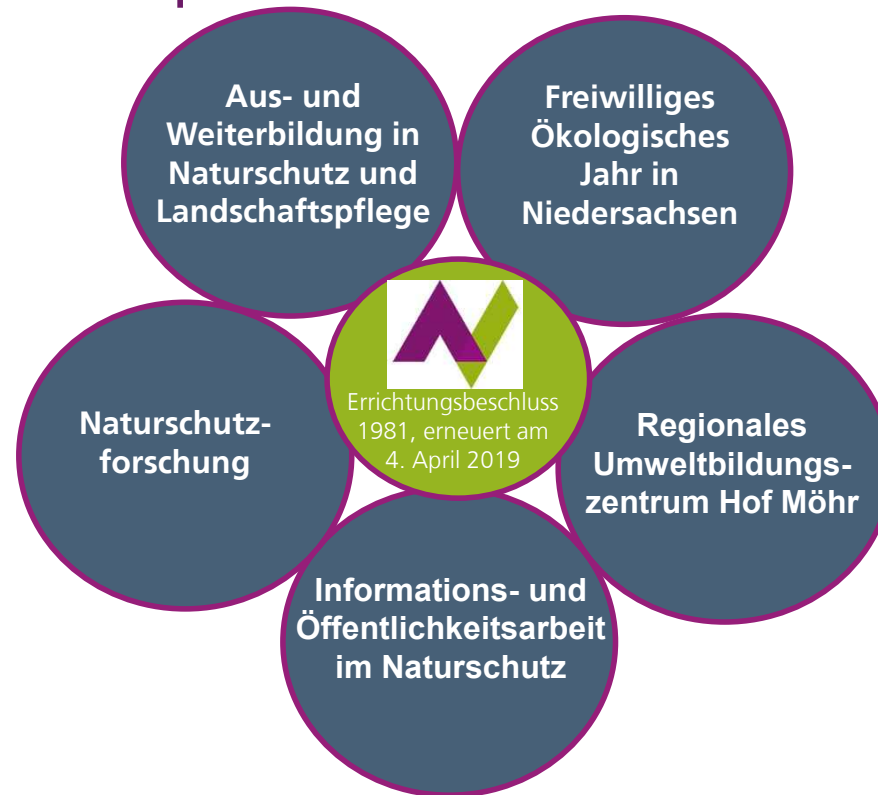 Aus- und
Weiterbildung in
Naturschutz und
Landschaftspflege
Freiwilliges
Ökologisches
Jahr in
Niedersachsen
Errichtungsbeschluss
1981, erneuert am
4. April 2019
Naturschutz-
forschung
Regionales
Umweltbildungs-
zentrum Hof Möhr
Informations- und
Öffentlichkeitsarbeit
im Naturschutz